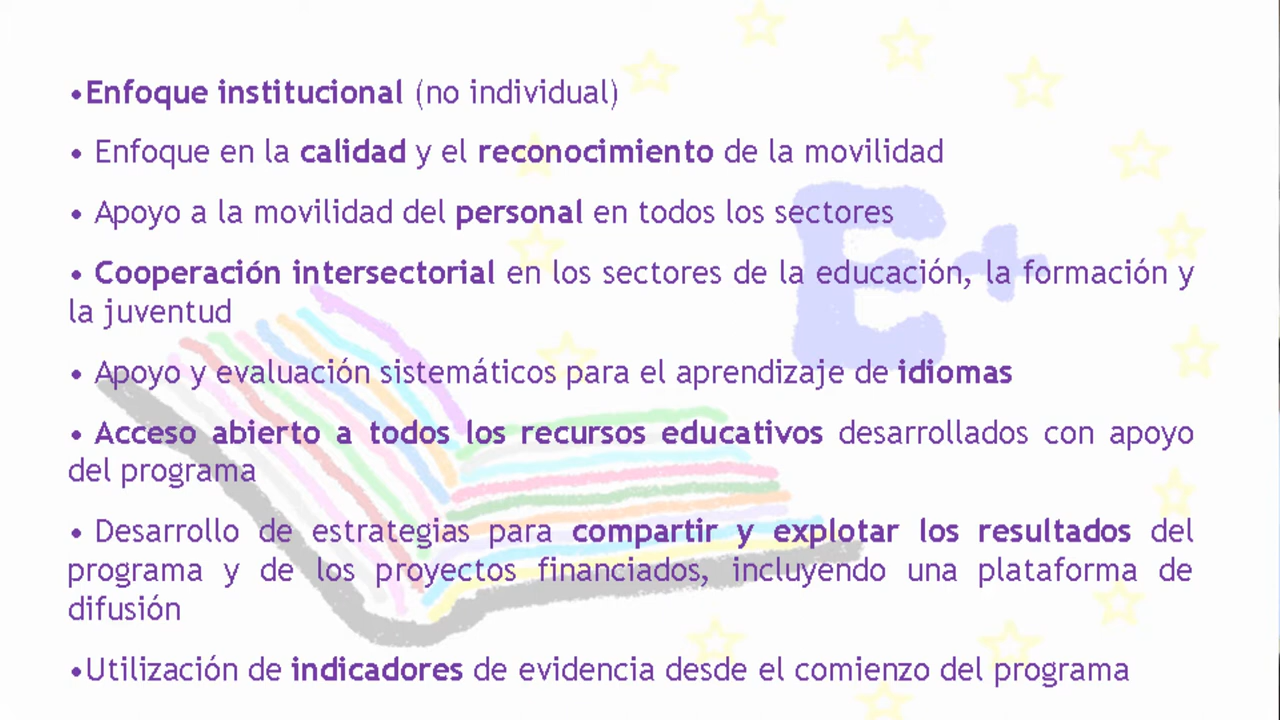 •Enfoque institucional (no individual)
• Enfoque en la calidad y el reconocimiento de la movilidad
• Apoyo a la movilidad del personal en todos los sectores
• Cooperación intersectorial en los sectores de la educación, la formación y
la juventud
• Apoyo y evaluación sistemáticos para el aprendizaje de idiomas
• Acceso abierto a todos los recursos educativos desarrollados con apoyo
del programa
• Desarrollo de estrategias para compartir y explotar los resultados del
programa y de los proyectos financiados, incluyendo una plataforma de
difusión
•Utilización de indicadores de evidencia desde el comienzo del programa
E+